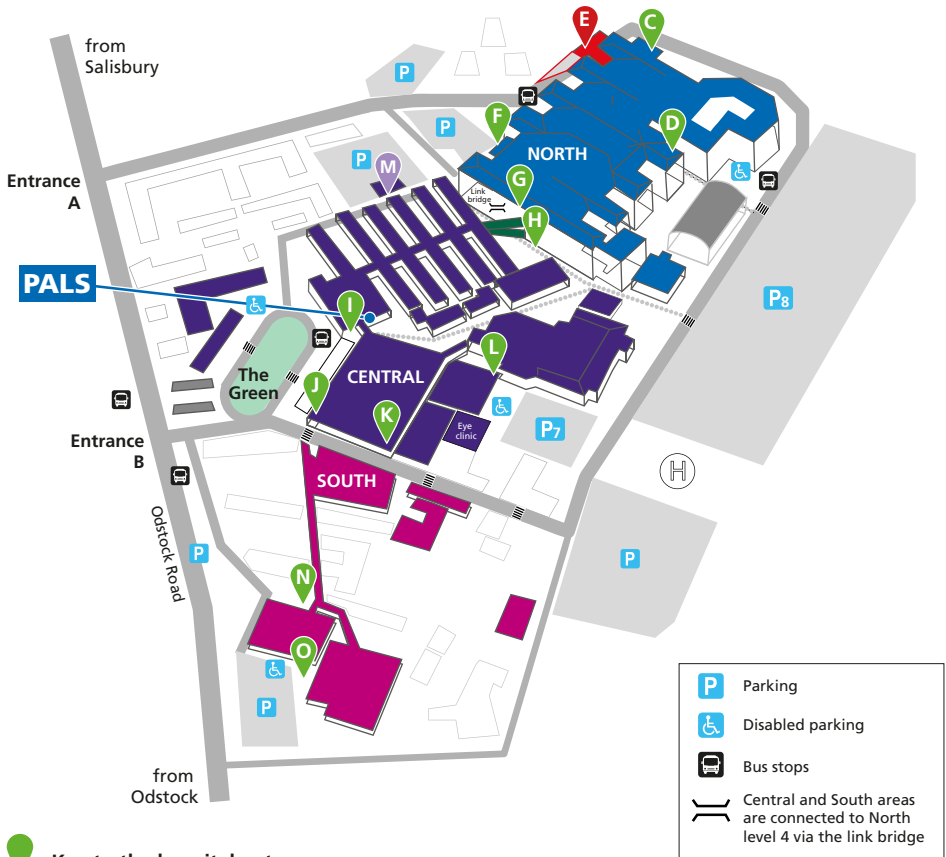 from
Salisbury
E
C
P
P
F
D
NORTH
P
M
Entrance
A
Link
bridge
G
H
PALS
P8
I
L
The
Green
CENTRAL
J
K
P7
Eye
clinic
Entrance
B
H
SOUTH
Odstock Road
P
P
N
O
P
from
Odstock
P Parking
Disabled parking
Bus stops
Central and South areas
are connected to North
level 4 via the link bridge